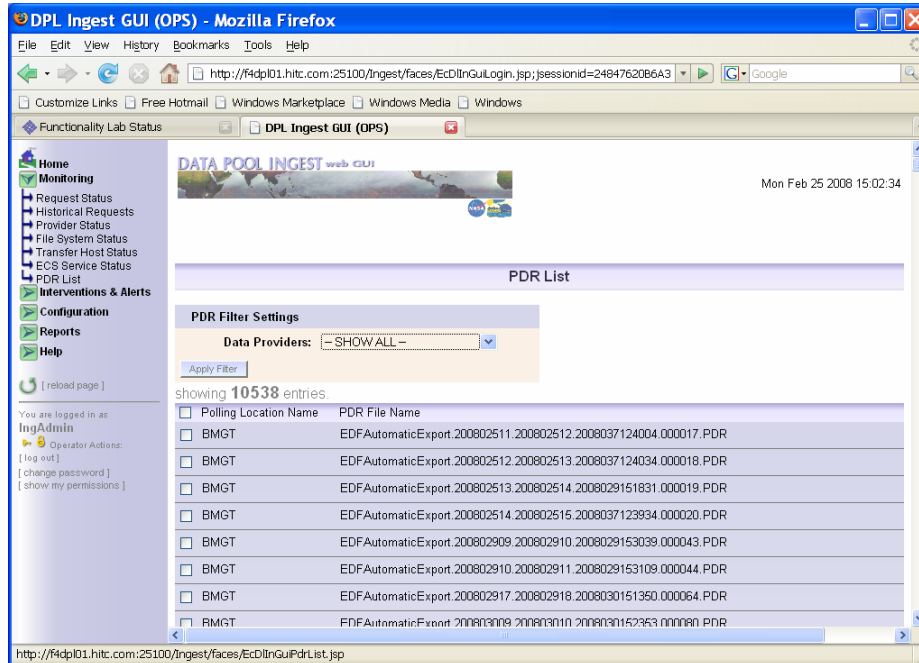 DPL Ingest GUI (OPS) - Mozilla Firefox
File Edit View History Bookmarks Tools Help
http://f4dpl01.hitc.com:25100/Ingest/faces/EcDlInGuiLogin.jsp;jsessionid=24847620B6A3
G Google
Customize Links Free Hotmail Windows Marketplace Windows Media Windows
Functionality Lab Status
DPL Ingest GUI (OPS)
Home
Monitoring
Request Status
Historical Requests
Provider Status
File System Status
Transfer Host Status
ECS Service Status
PDR List
Interventions & Alerts
Configuration
Reports
Help
[ reload page ]
You are logged in as
IngAdmin
Operator Actions:
[ log out ]
[ change password ]
[ show my permissions ]
DATA POOL INGEST web GUI
NASA
Mon Feb 25 2008 15:02:34
PDR List
PDR Filter Settings
Data Providers: -- SHOW ALL --
Apply Filter
showing 10538 entries.
Polling Location Name PDR File Name
BMGT EDFAutomaticExport.200802511.200802512.2008037124004.000017.PDR
BMGT EDFAutomaticExport.200802512.200802513.2008037124034.000018.PDR
BMGT EDFAutomaticExport.200802513.200802514.2008029151831.000019.PDR
BMGT EDFAutomaticExport.200802514.200802515.2008037123934.000020.PDR
BMGT EDFAutomaticExport.200802909.200802910.2008029153039.000043.PDR
BMGT EDFAutomaticExport.200802910.200802911.2008029153109.000044.PDR
BMGT EDFAutomaticExport.200802917.200802918.2008030151350.000064.PDR
BMGT EDFAutomaticExport.200803009.200803010.2008030152353.000080.PDR
http://f4dpl01.hitc.com:25100/Ingest/faces/EcDlInGuiPdrList.jsp